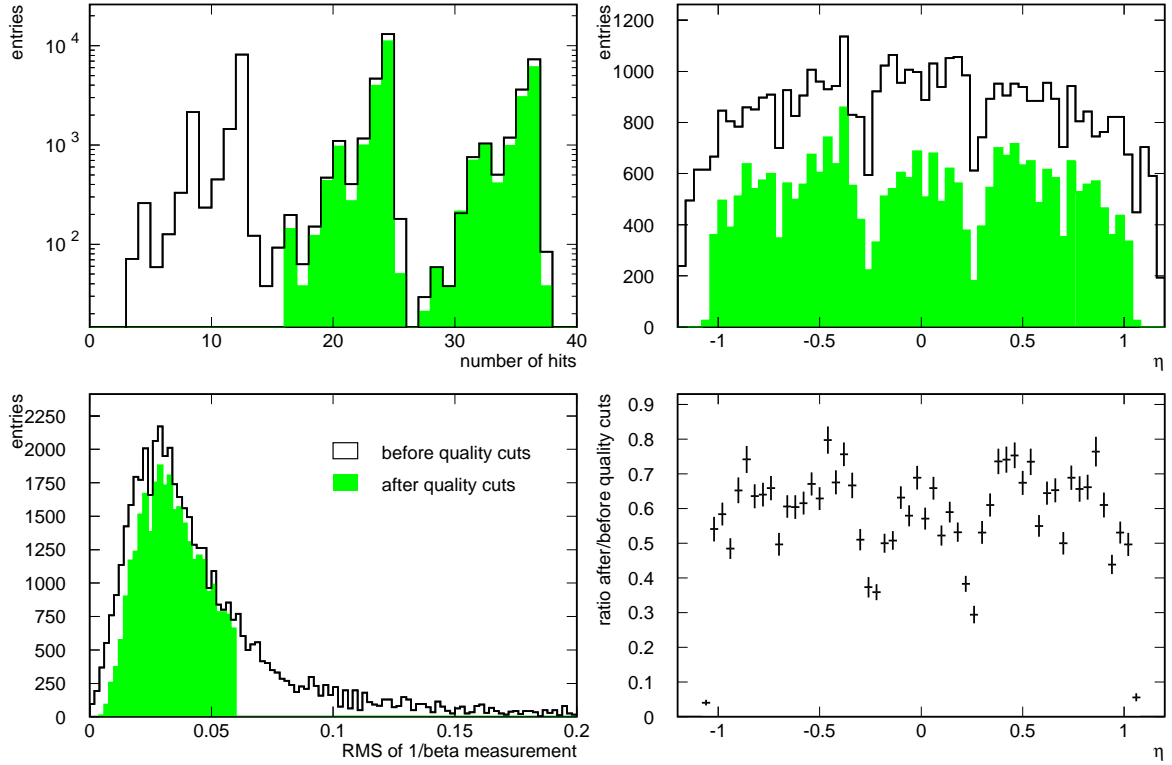 entries
10^4
10^3
10^2
0 10 20 30 40
number of hits
entries
1200
1000
800
600
400
200
0
-1 -0.5 0 0.5 1
η
entries
2250
2000
1750
1500
1250
1000
750
500
250
0
before quality cuts
after quality cuts
0 0.05 0.1 0.15 0.2
RMS of 1/beta measurement
ratio after/before quality cuts
0.9
0.8
0.7
0.6
0.5
0.4
0.3
0.2
0.1
0
-1 -0.5 0 0.5 1
η